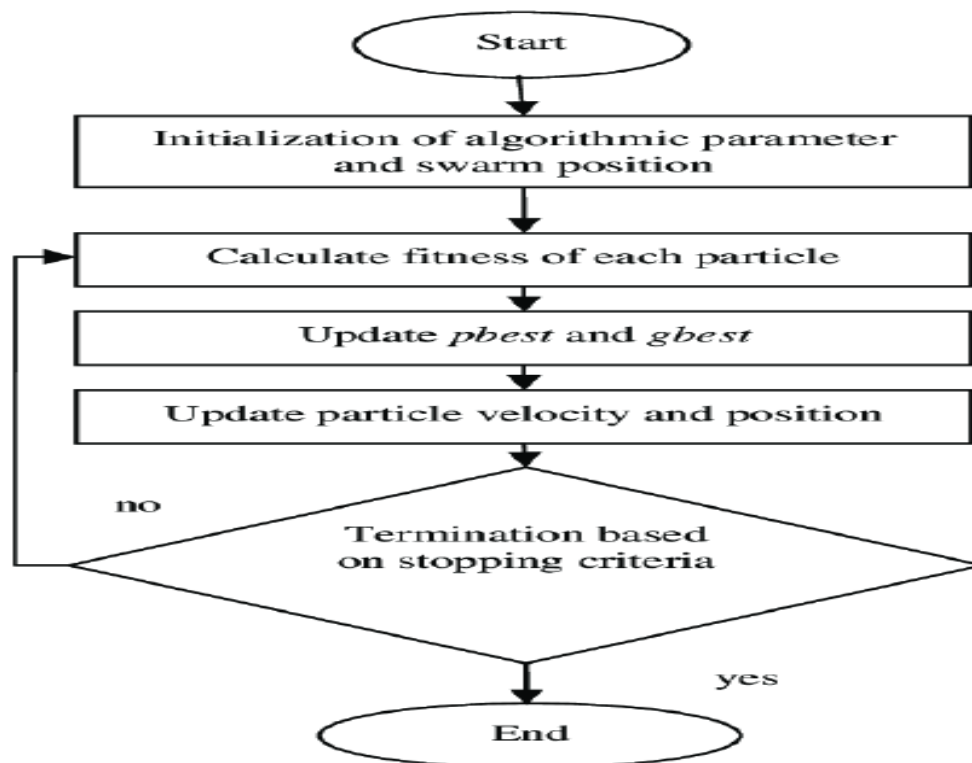 Start
Initialization of algorithmic parameter
and swarm position
Calculate fitness of each particle
Update pbest and gbest
Update particle velocity and position
no
Termination based
on stopping criteria
yes
End